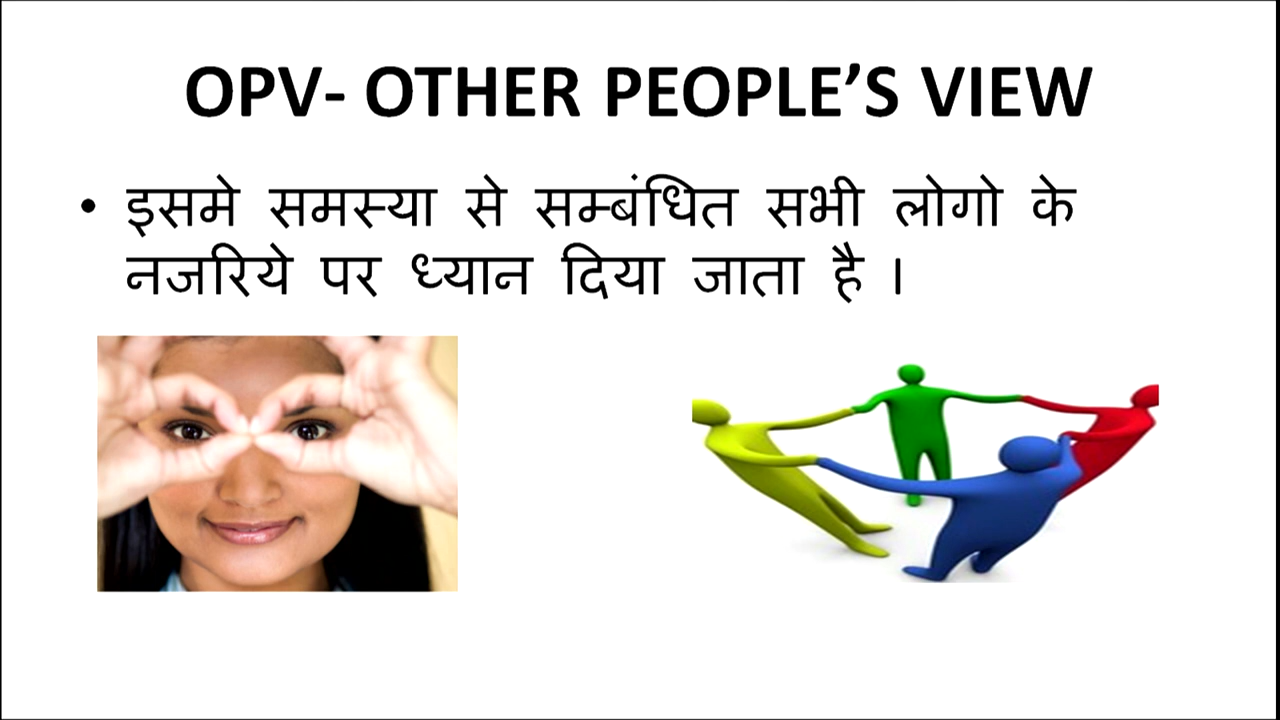 OPV- OTHER PEOPLE’S VIEW
• इसमे समस्या से सम्बंधित सभी लोगो के
नजरिये पर ध्यान दिया जाता है ।